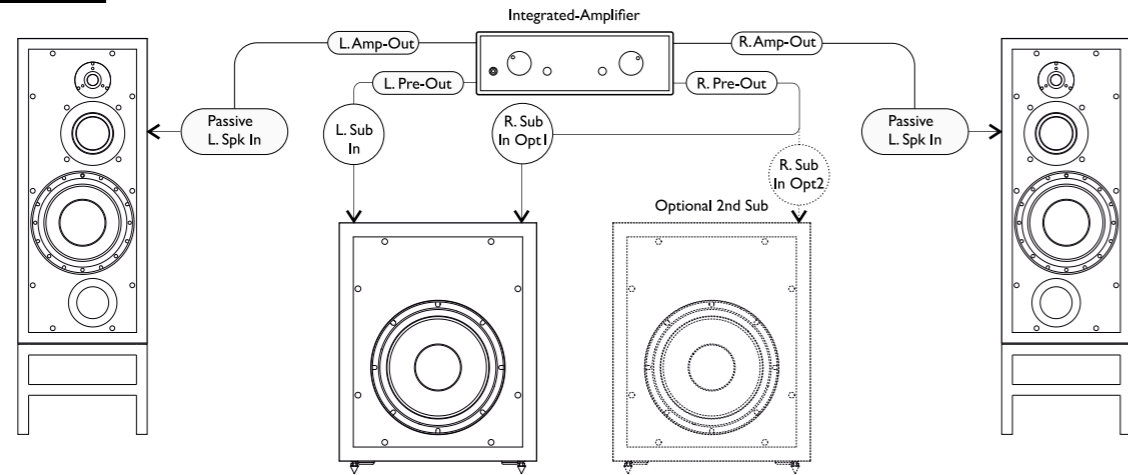 Integrated-Amplifier
L. Amp-Out
R. Amp-Out
L. Pre-Out
R. Pre-Out
Passive
L. Spk In
L. Sub
In
R. Sub
In Opt1
Passive
L. Spk In
R. Sub
In Opt2
Optional 2nd Sub